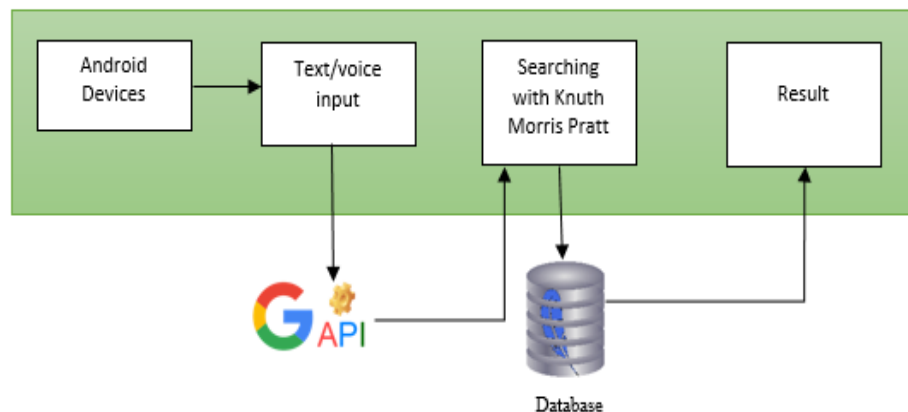 Android
Devices
Text/voice
input
Searching
with Knuth
Morris Pratt
Result
G API
Database